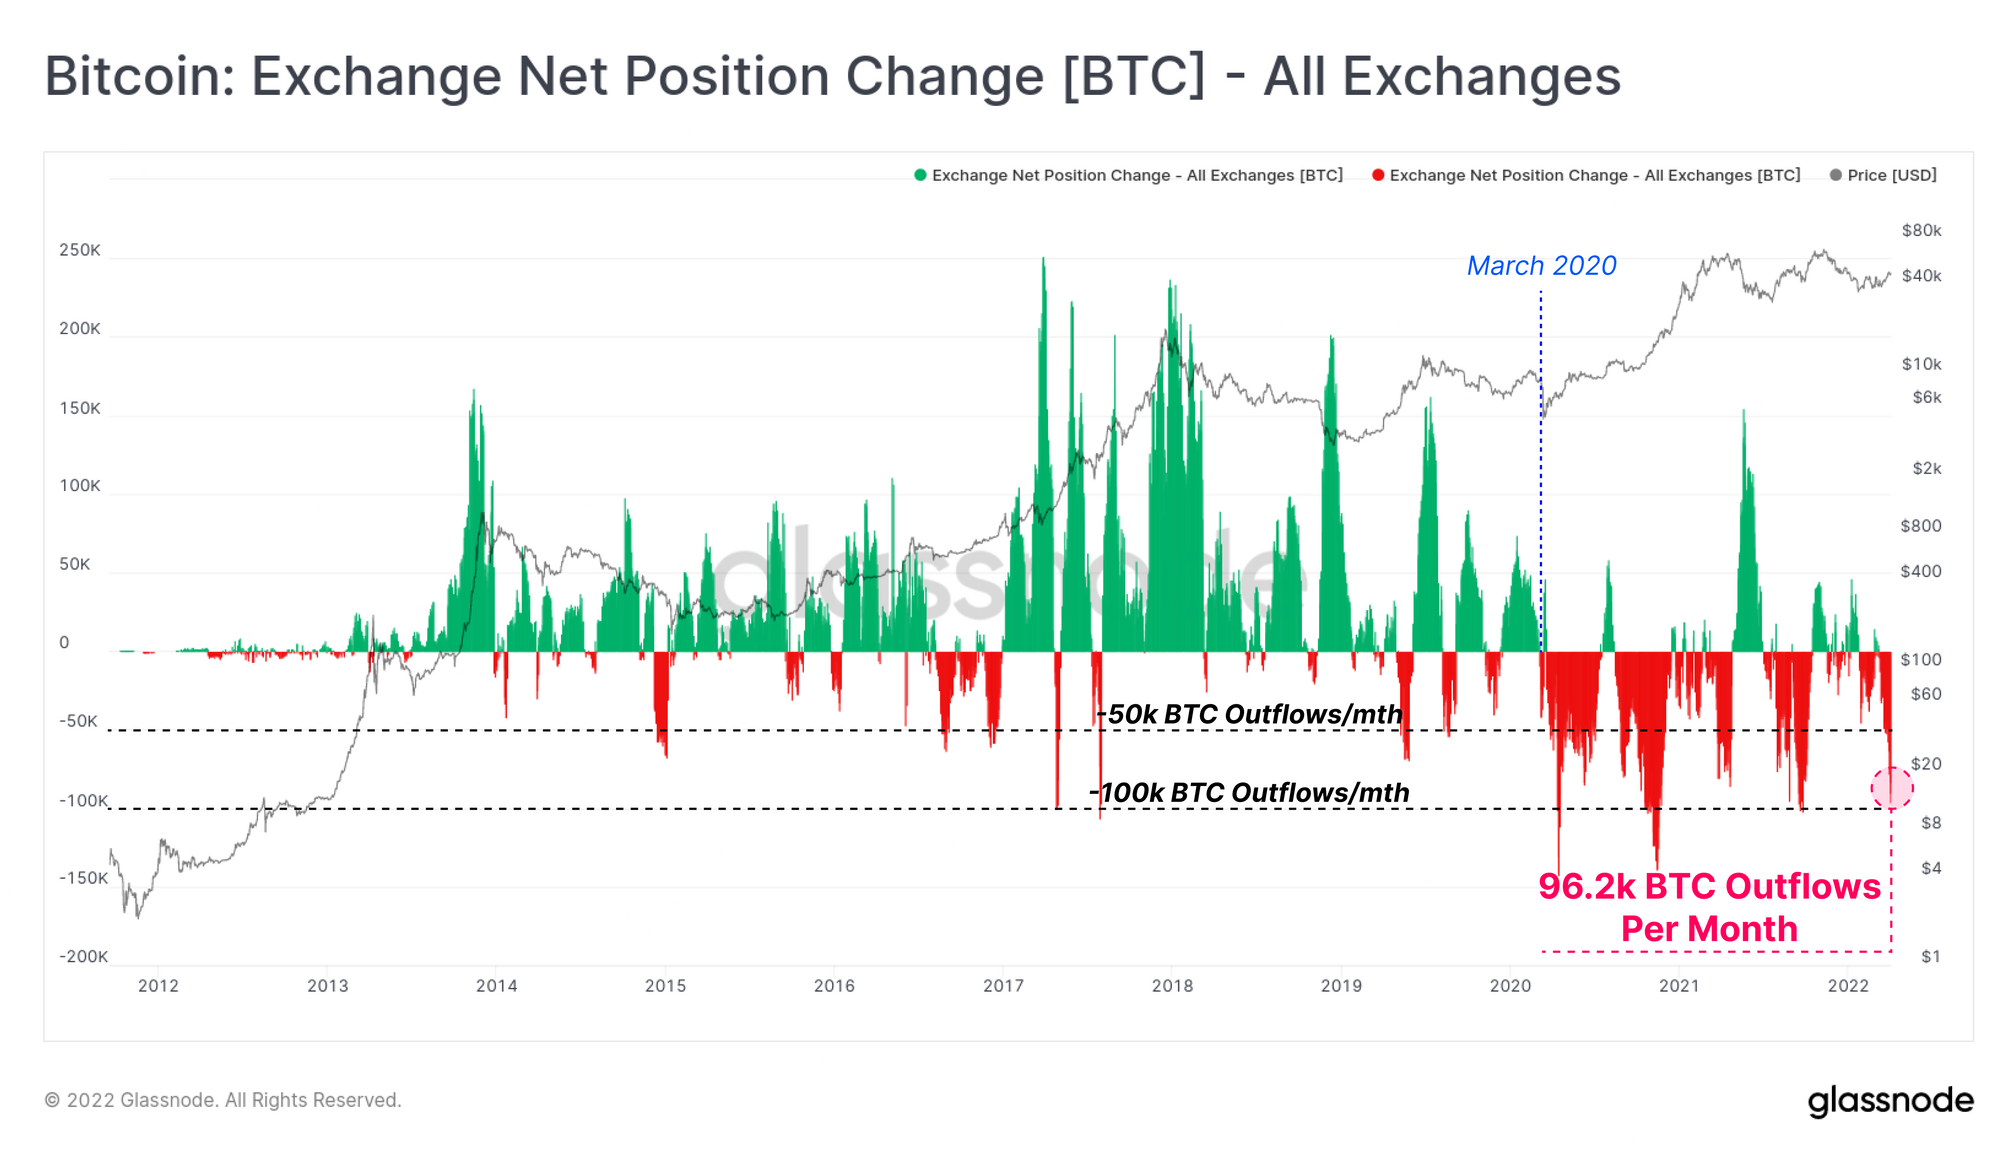 Bitcoin: Exchange Net Position Change [BTC] - All Exchanges
Exchange Net Position Change - All Exchanges [BTC]
Exchange Net Position Change - All Exchanges [BTC]
Price [USD]
250K
200K
150K
100K
50K
0
-50K
-100K
-150K
-200K
$80k
$40k
$10k
$6k
$2k
$800
$400
$100
$60
$20
$8
$4
$1
March 2020
glassnode
-50k BTC Outflows/mth
-100k BTC Outflows/mth
96.2k BTC Outflows
Per Month
2012
2013
2014
2015
2016
2017
2018
2019
2020
2021
2022
© 2022 Glassnode. All Rights Reserved.
glassnode